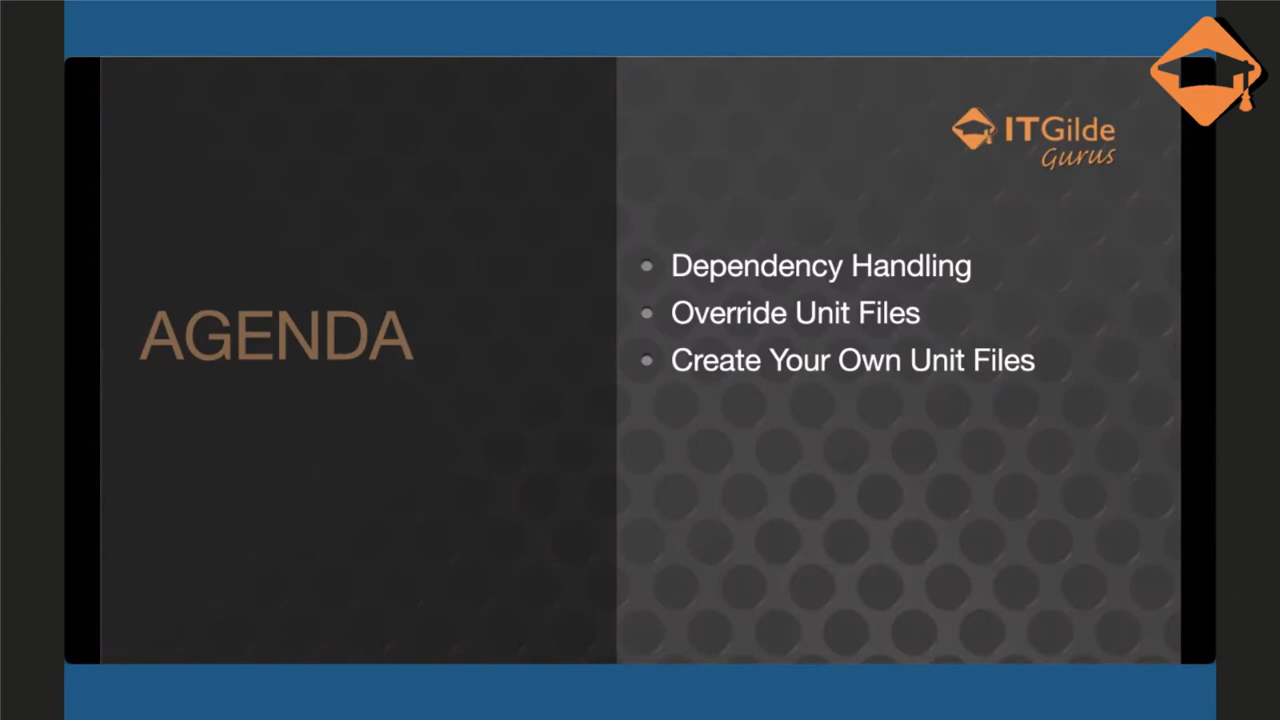 ITGilde
Gurus
AGENDA
Dependency Handling
Override Unit Files
Create Your Own Unit Files